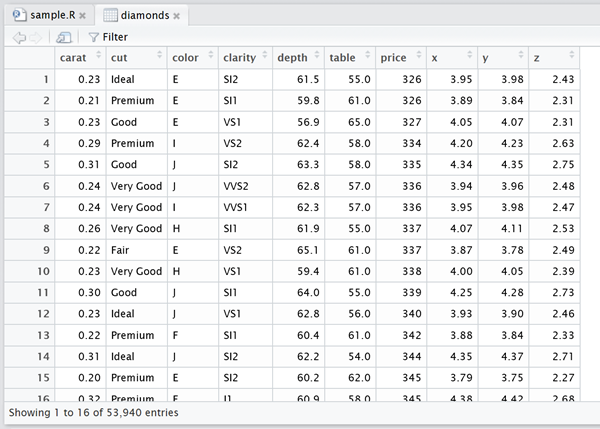 sample.R diamonds
Filter
carat cut color clarity depth table price x y z
1 0.23 Ideal E SI2 61.5 55.0 326 3.95 3.98 2.43
2 0.21 Premium E SI1 59.8 61.0 326 3.89 3.84 2.31
3 0.23 Good E VS1 56.9 65.0 327 4.05 4.07 2.31
4 0.29 Premium I VS2 62.4 58.0 334 4.20 4.23 2.63
5 0.31 Good J SI2 63.3 58.0 335 4.34 4.35 2.75
6 0.24 Very Good J VVS2 62.8 57.0 336 3.94 3.96 2.48
7 0.24 Very Good I VVS1 62.3 57.0 336 3.95 3.98 2.47
8 0.26 Very Good H SI1 61.9 55.0 337 4.07 4.11 2.53
9 0.22 Fair E VS2 65.1 61.0 337 3.87 3.78 2.49
10 0.23 Very Good H VS1 59.4 61.0 338 4.00 4.05 2.39
11 0.30 Good J SI1 64.0 55.0 339 4.25 4.28 2.73
12 0.23 Ideal J VS1 62.8 56.0 340 3.93 3.90 2.46
13 0.22 Premium F SI1 60.4 61.0 342 3.88 3.84 2.33
14 0.31 Ideal J SI2 62.2 54.0 344 4.35 4.37 2.71
15 0.20 Premium E SI2 60.2 62.0 345 3.79 3.75 2.27
16 0.32 Premium E I1 60.9 58.0 345 4.38 4.42 2.68
Showing 1 to 16 of 53,940 entries